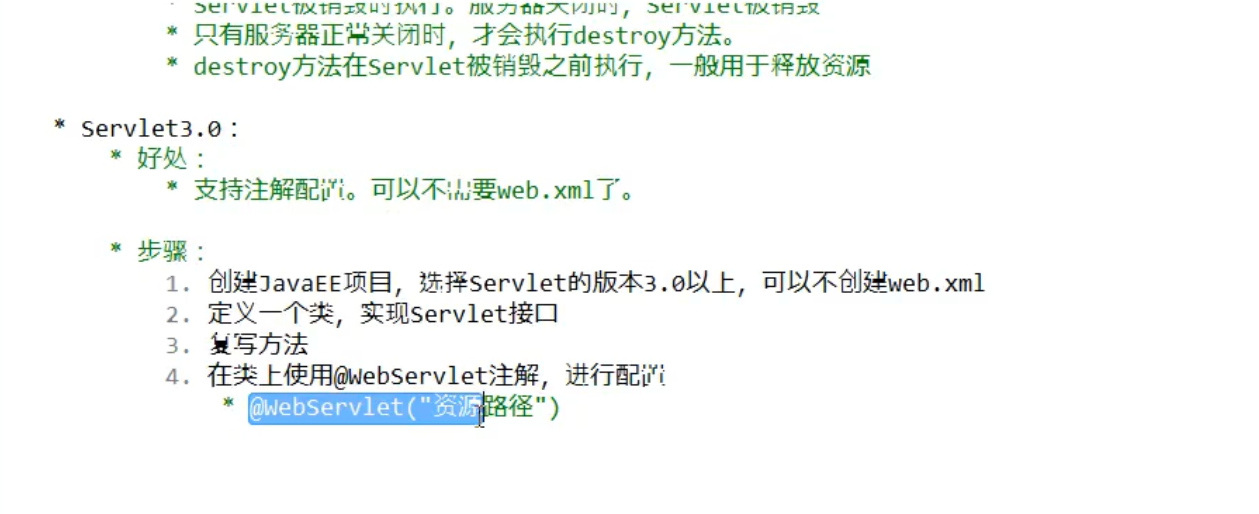 * Servlet被销毁时执行。服务器关闭时，Servlet被销毁
* 只有服务器正常关闭时，才会执行destroy方法。
* destroy方法在Servlet被销毁之前执行，一般用于释放资源
* Servlet3.0：
* 好处：
* 支持注解配置。可以不需要web.xml了。
* 步骤：
1. 创建JavaEE项目，选择Servlet的版本3.0以上，可以不创建web.xml
2. 定义一个类，实现Servlet接口
3. 复写方法
4. 在类上使用@WebServlet注解，进行配置
* @WebServlet("资源路径")